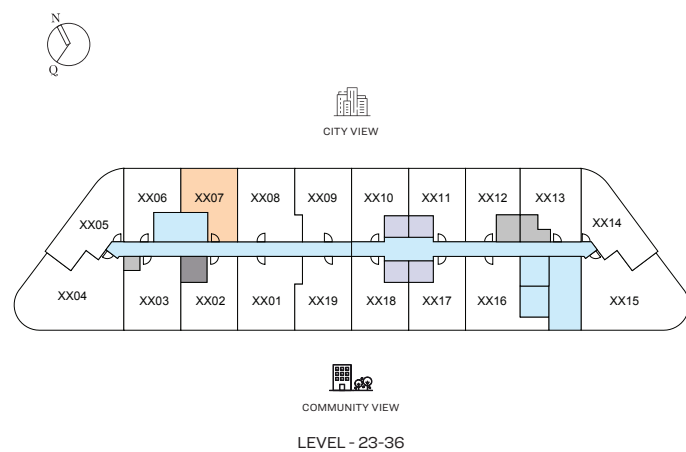 N
Q
CITY VIEW
XX06 XX07 XX08 XX09 XX10 XX11 XX12 XX13
XX05 XX14
XX04 XX03 XX02 XX01 XX19 XX18 XX17 XX16 XX15
COMMUNITY VIEW
LEVEL - 23-36